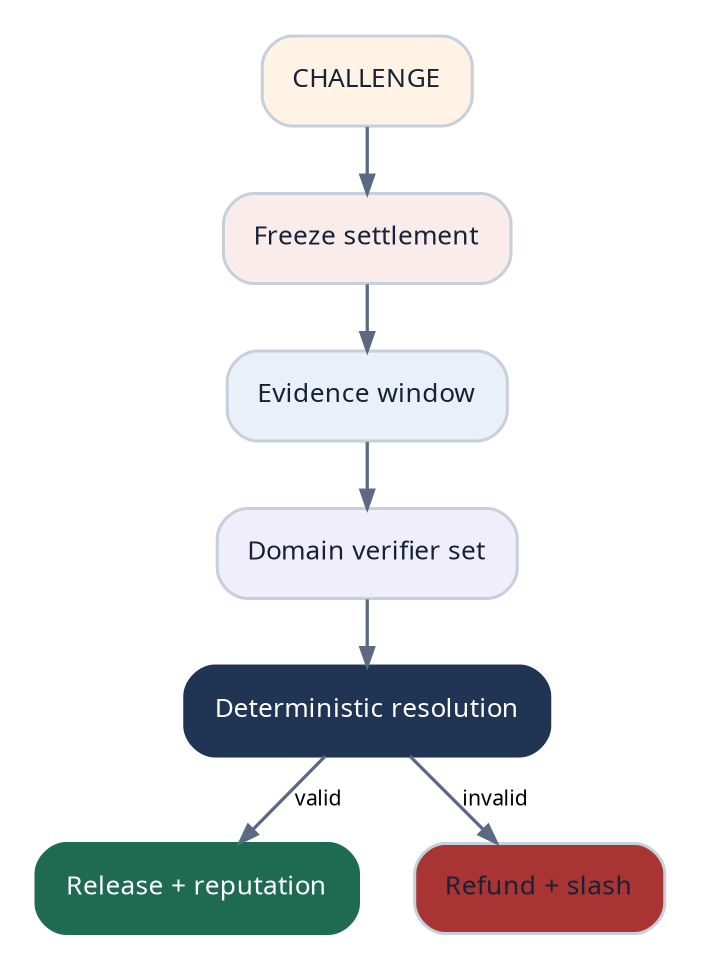 CHALLENGE
Freeze settlement
Evidence window
Domain verifier set
Deterministic resolution
valid
invalid
Release + reputation
Refund + slash